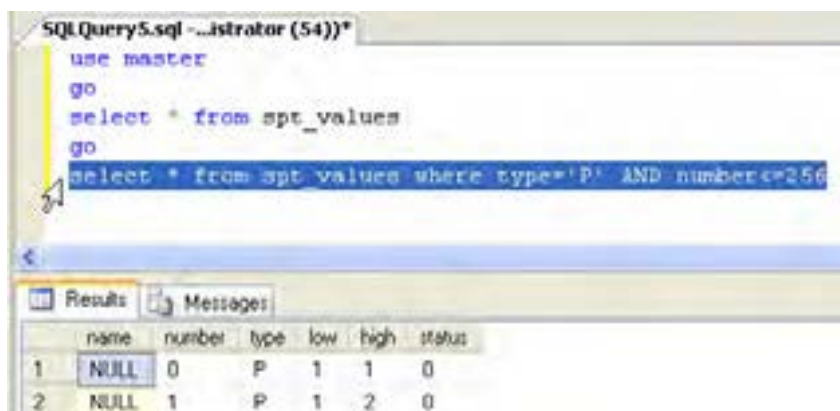 SQLQuery5.sql -...istrator (54))*
use master
go
select * from spt_values
go
select * from spt_values where type='P' AND number<=256
Results Messages
name number type low high status
1 NULL 0 P 1 1 0
2 NULL 1 P 1 2 0